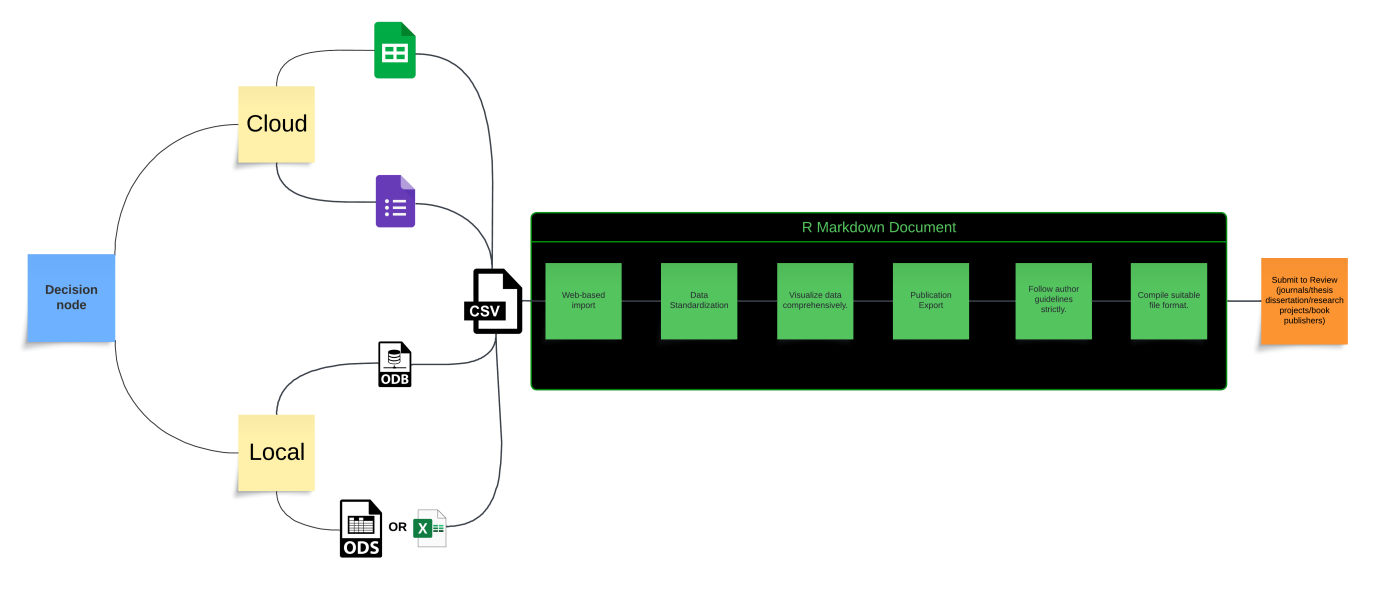 Cloud
Decision
node
Local
CSV
ODB
ODS
OR
X
R Markdown Document
Web-based
import
Data
Standardization
Visualize data
comprehensively.
Publication
Export
Follow author
guidelines
strictly.
Compile suitable
file format.
Submit to Review
(journals/thesis
dissertation/research
projects/book
publishers)